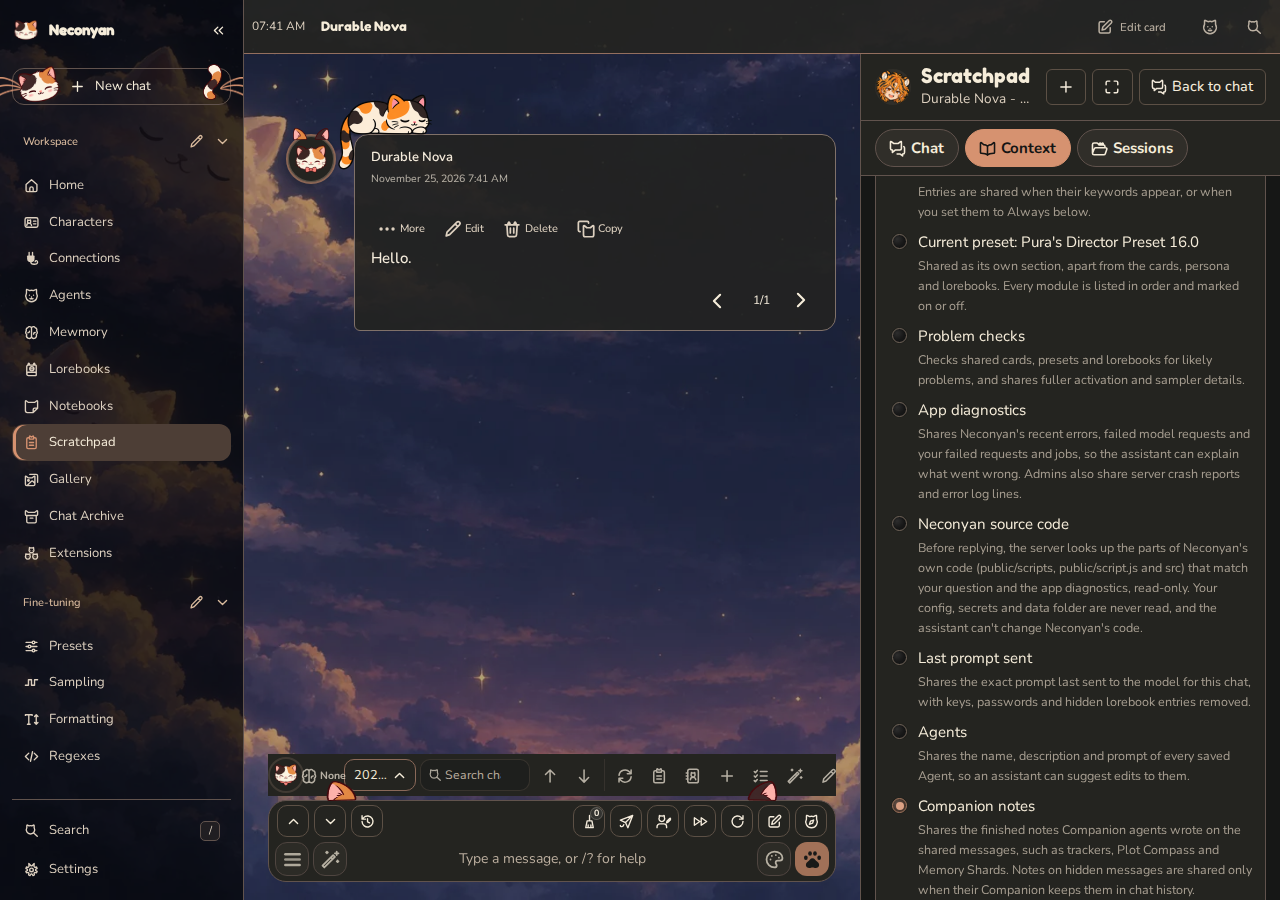 Neconyan
New chat
Workspace
Home
Characters
Connections
Agents
Mewmory
Lorebooks
Notebooks
Scratchpad
Gallery
Chat Archive
Extensions
Fine-tuning
Presets
Sampling
Formatting
Regexes
Search
/
Settings
07:41 AM
Durable Nova
Edit card
Durable Nova
November 25, 2026 7:41 AM
More
Edit
Delete
Copy
Hello.
1/1
None
202...
Search ch
0
Type a message, or /? for help
Scratchpad
Durable Nova - ...
Back to chat
Chat
Context
Sessions
Entries are shared when their keywords appear, or when
you set them to Always below.
Current preset: Pura's Director Preset 16.0
Shared as its own section, apart from the cards, persona
and lorebooks. Every module is listed in order and marked
on or off.
Problem checks
Checks shared cards, presets and lorebooks for likely
problems, and shares fuller activation and sampler details.
App diagnostics
Shares Neconyan's recent errors, failed model requests and
your failed requests and jobs, so the assistant can explain
what went wrong. Admins also share server crash reports
and error log lines.
Neconyan source code
Before replying, the server looks up the parts of Neconyan's
own code (public/scripts, public/script.js and src) that match
your question and the app diagnostics, read-only. Your
config, secrets and data folder are never read, and the
assistant can't change Neconyan's code.
Last prompt sent
Shares the exact prompt last sent to the model for this chat,
with keys, passwords and hidden lorebook entries removed.
Agents
Shares the name, description and prompt of every saved
Agent, so an assistant can suggest edits to them.
Companion notes
Shares the finished notes Companion agents wrote on the
shared messages, such as trackers, Plot Compass and
Memory Shards. Notes on hidden messages are shared only
when their Companion keeps them in chat history.